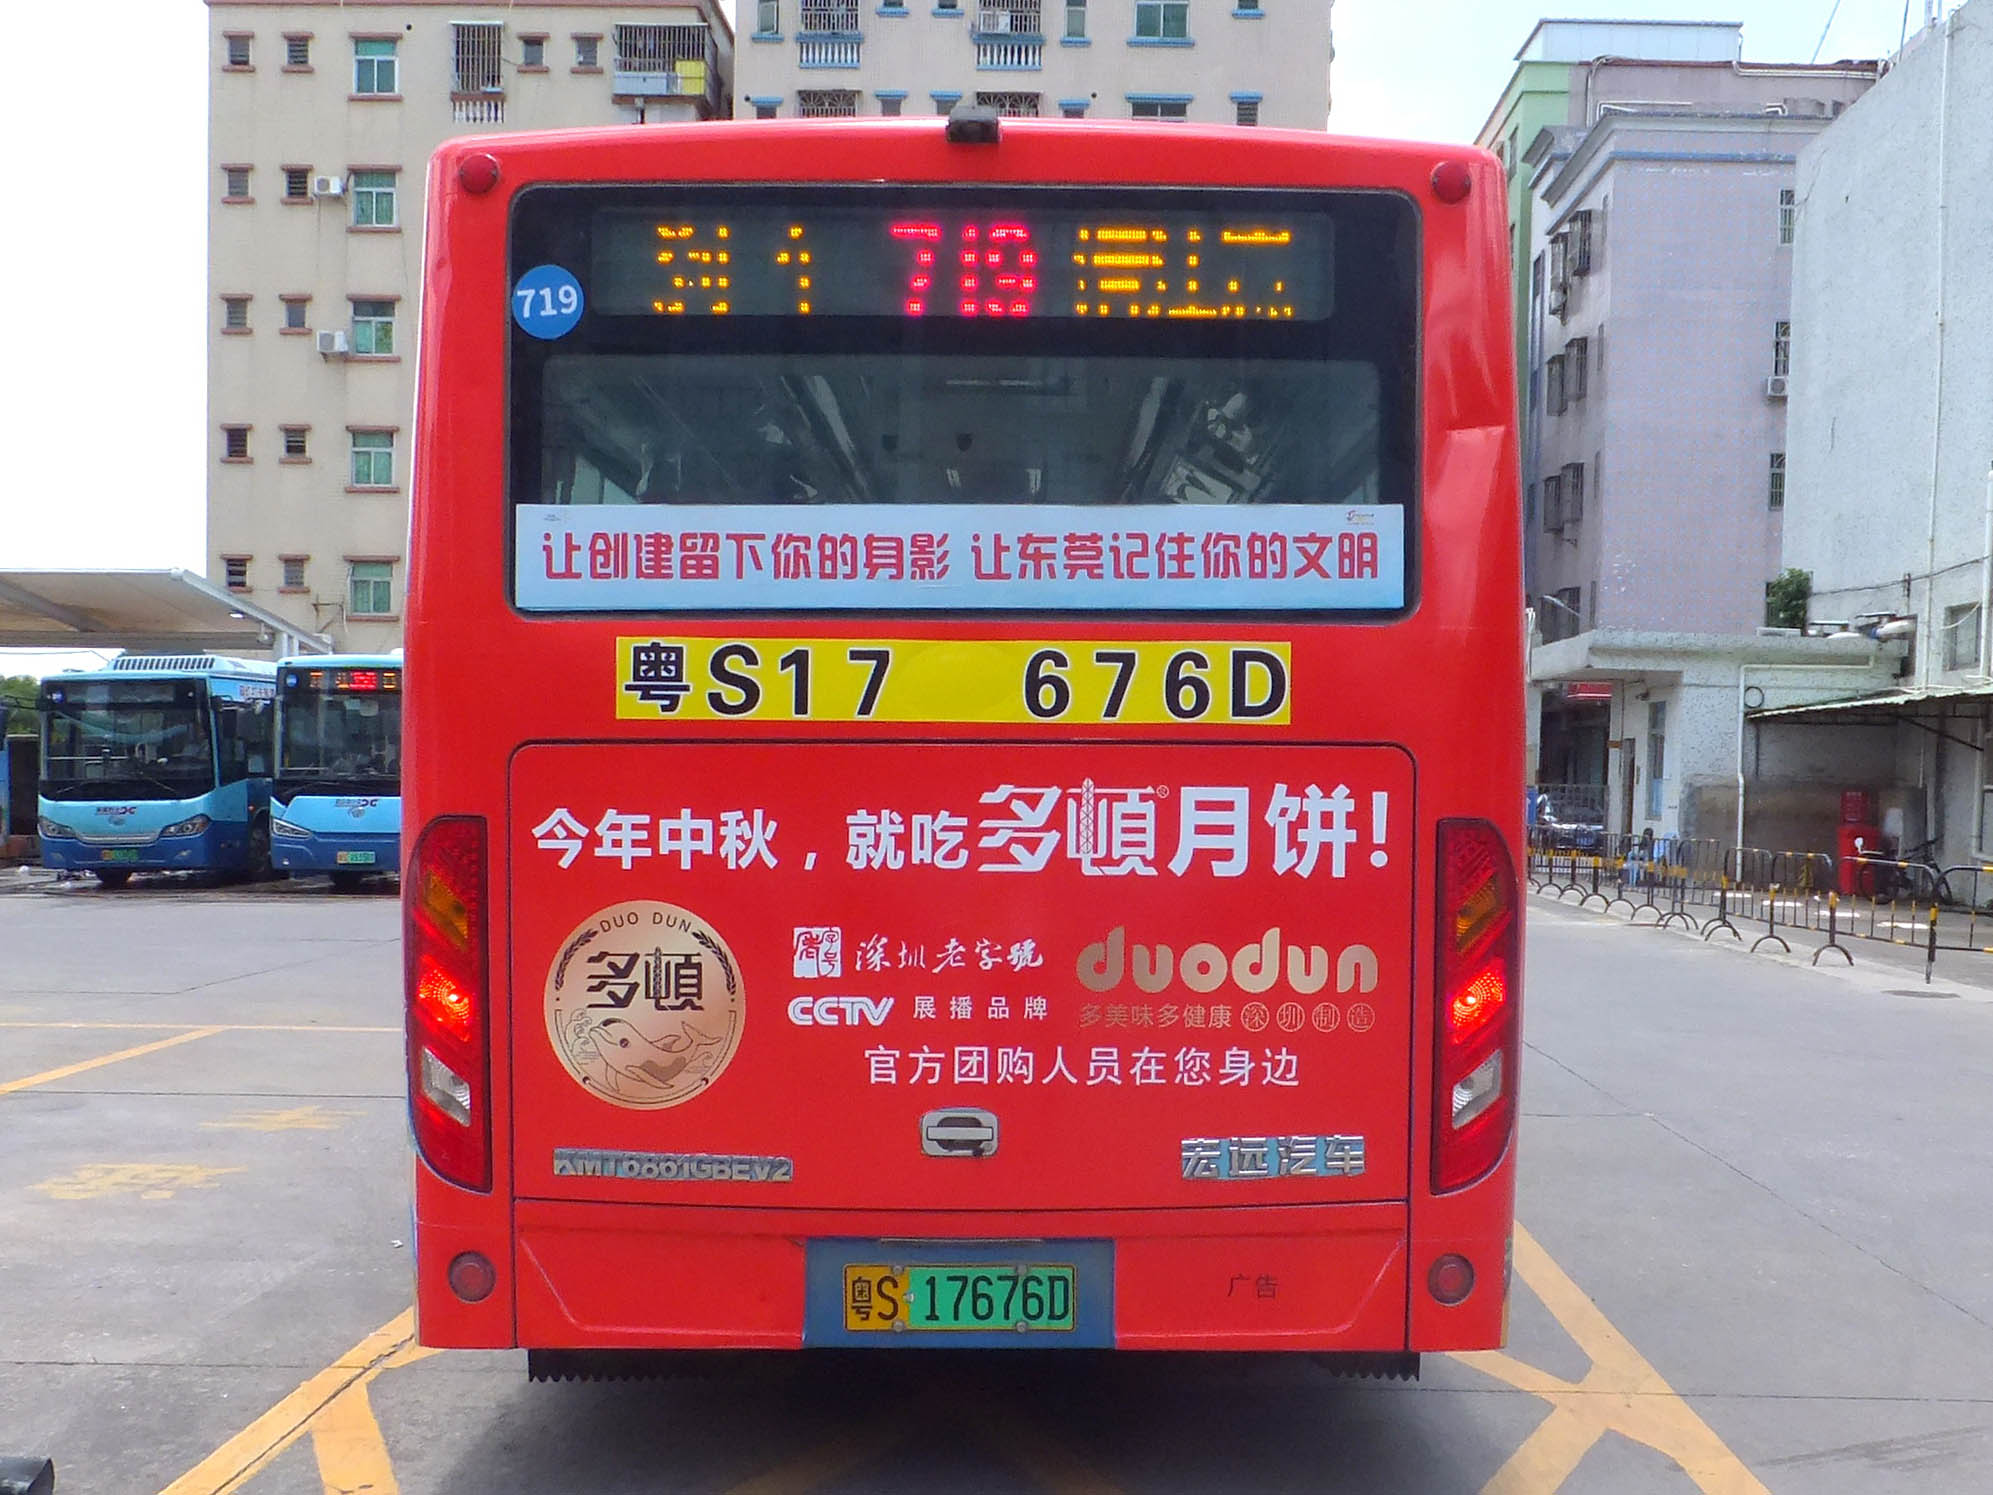 719
719
让创建留下你的身影 让东莞记住你的文明
粤S17 676D
今年中秋，就吃多頓®月饼！
DUO DUN
多頓
深圳老字號
CCTV 展播品牌
duodun
多美味多健康 深圳制造
官方团购人员在您身边
KMT6861GBEV2
宏远汽车
粤S 17676D
广告